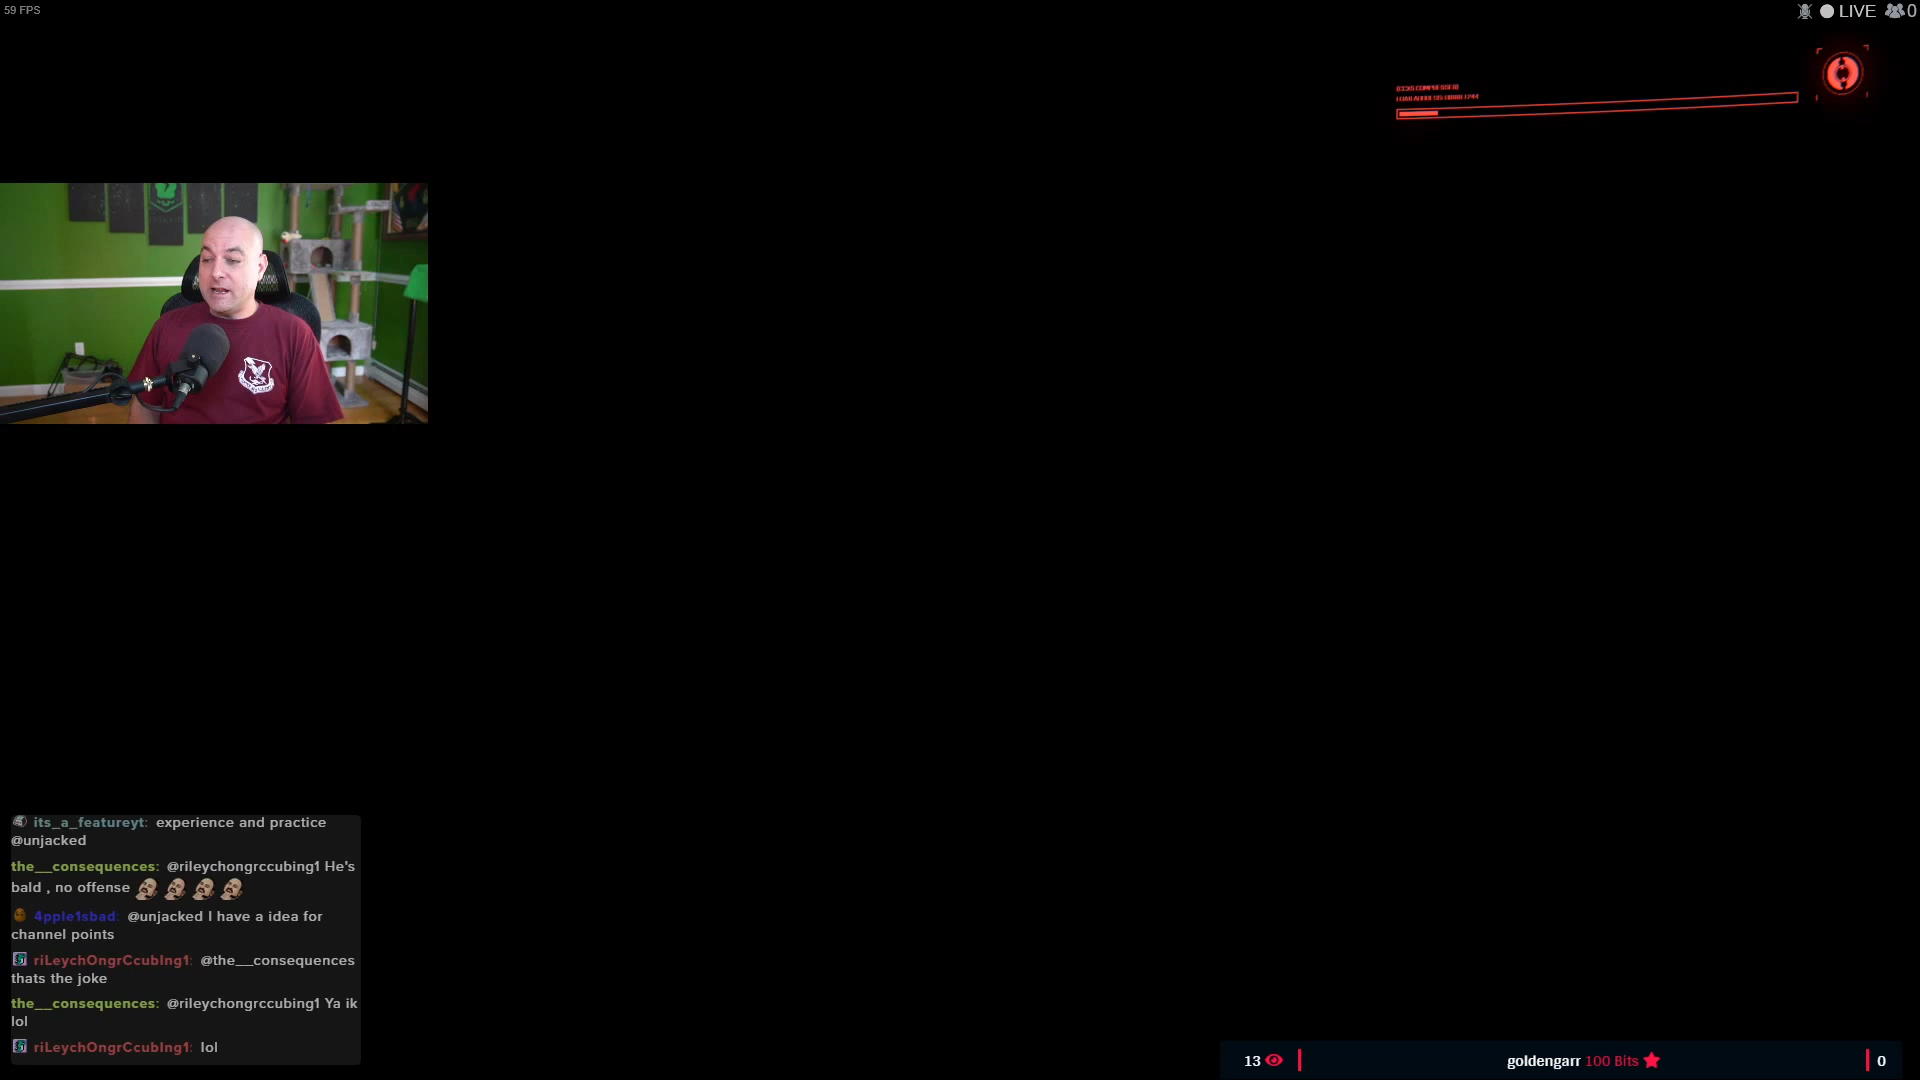 59 FPS
LIVE 0
its_a_featureyt: experience and practice
@unjacked
the__consequences: @rileychongrccubing1 He's
bald , no offense
4pple1sbad: @unjacked I have a idea for
channel points
riLeychOngrCcubIng1: @the__consequences
thats the joke
the__consequences: @rileychongrccubing1 Ya ik
lol
riLeychOngrCcubIng1: lol
13
goldengarr 100 Bits
0